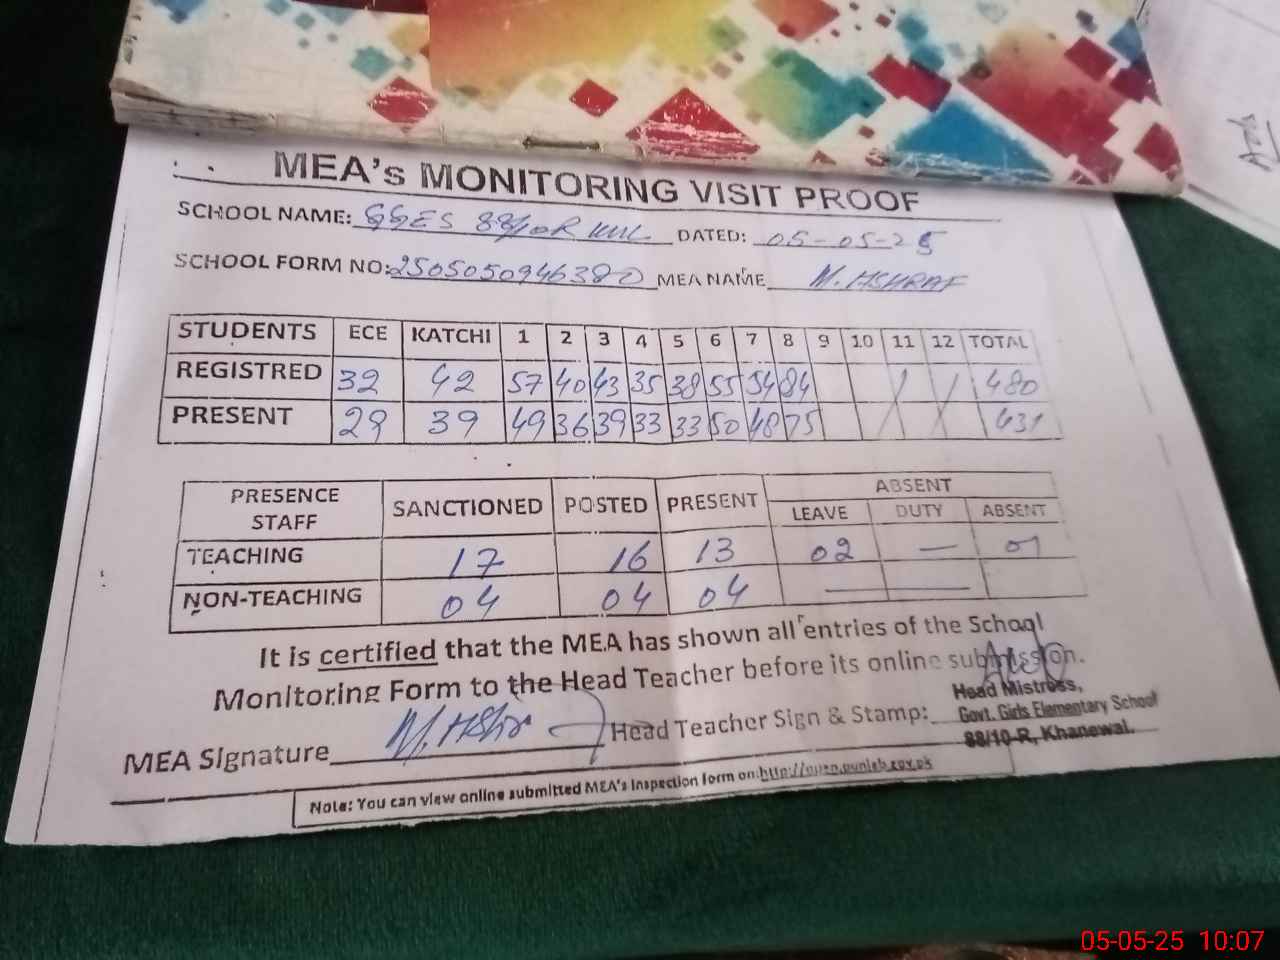 MEA's MONITORING VISIT PROOF
SCHOOL NAME: GGES 88/10R KWL DATED: 05-05-25
SCHOOL FORM NO: 2505050946380 MEA NAME M. ASHRAF
STUDENTS ECE KATCHI 1 2 3 4 5 6 7 8 9 10 11 12 TOTAL
REGISTRED 32 42 57 40 43 35 38 55 54 84 480
PRESENT 29 39 49 36 39 33 33 50 48 75 431
PRESENCE STAFF SANCTIONED POSTED PRESENT ABSENT
LEAVE DUTY ABSENT
TEACHING 17 16 13 02 — 01
NON-TEACHING 04 04 04 — —
It is certified that the MEA has shown all entries of the School
Monitoring Form to the Head Teacher before its online submission.
MEA Signature M. Ashr Head Teacher Sign & Stamp:
Head Mistress,
Govt. Girls Elementary School
88/10-R, Khanewal.
Note: You can view online submitted MEA's Inspection form on:http://open.punjab.gov.pk
05-05-25 10:07